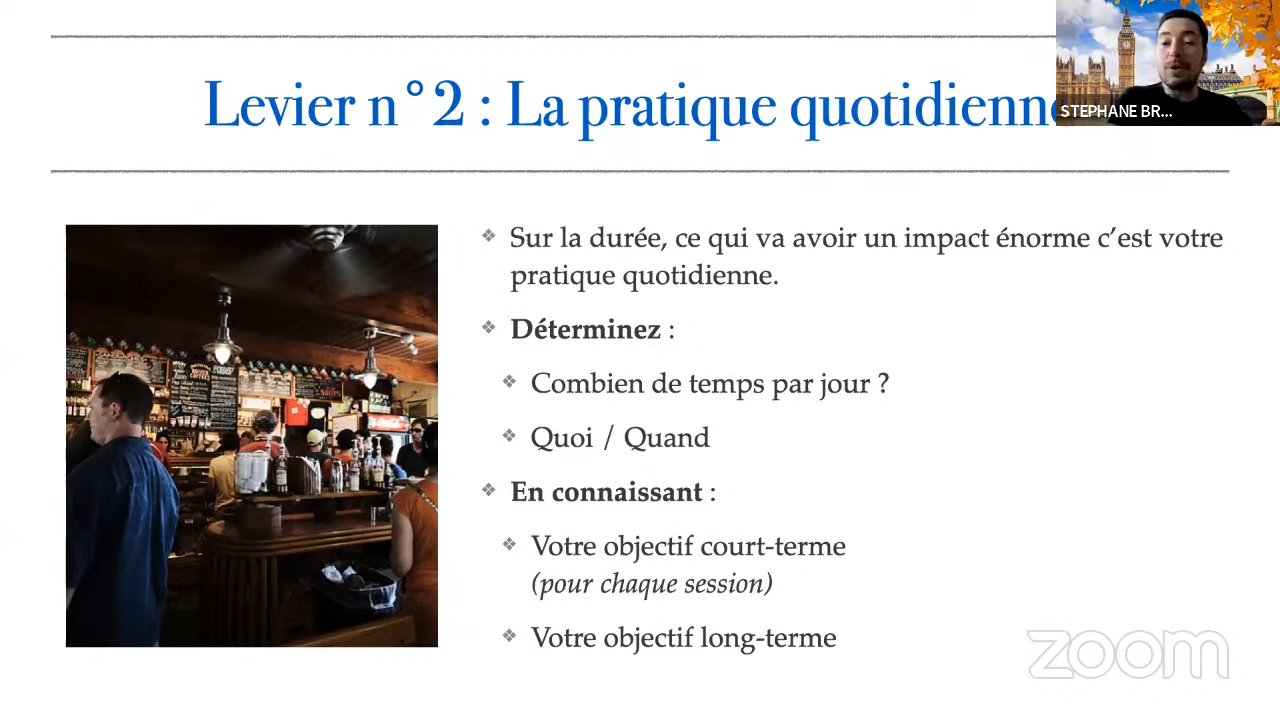 Levier n°2 : La pratique quotidienne
STEPHANE BR...
❖ Sur la durée, ce qui va avoir un impact énorme c’est votre
pratique quotidienne.
❖ Déterminez :
❖ Combien de temps par jour ?
❖ Quoi / Quand
❖ En connaissant :
❖ Votre objectif court-terme
(pour chaque session)
❖ Votre objectif long-terme
zoom